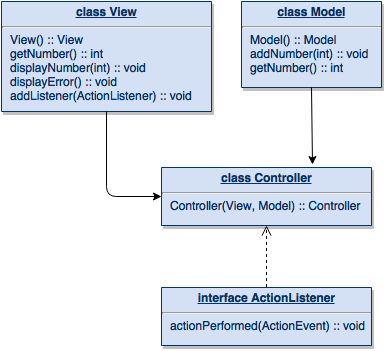 class View
View() :: View
getNumber() :: int
displayNumber(int) :: void
displayError() :: void
addListener(ActionListener) :: void
class Model
Model() :: Model
addNumber(int) :: void
getNumber() :: int
class Controller
Controller(View, Model) :: Controller
interface ActionListener
actionPerformed(ActionEvent) :: void